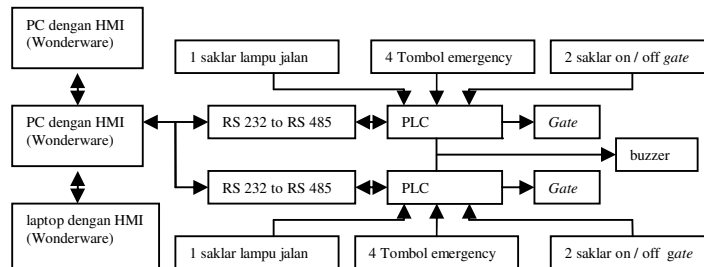 PC dengan HMI
(Wonderware)
1 saklar lampu jalan
4 Tombol emergency
2 saklar on / off gate
PC dengan HMI
(Wonderware)
RS 232 to RS 485
PLC
Gate
buzzer
RS 232 to RS 485
PLC
Gate
laptop dengan HMI
(Wonderware)
1 saklar lampu jalan
4 Tombol emergency
2 saklar on / off gate